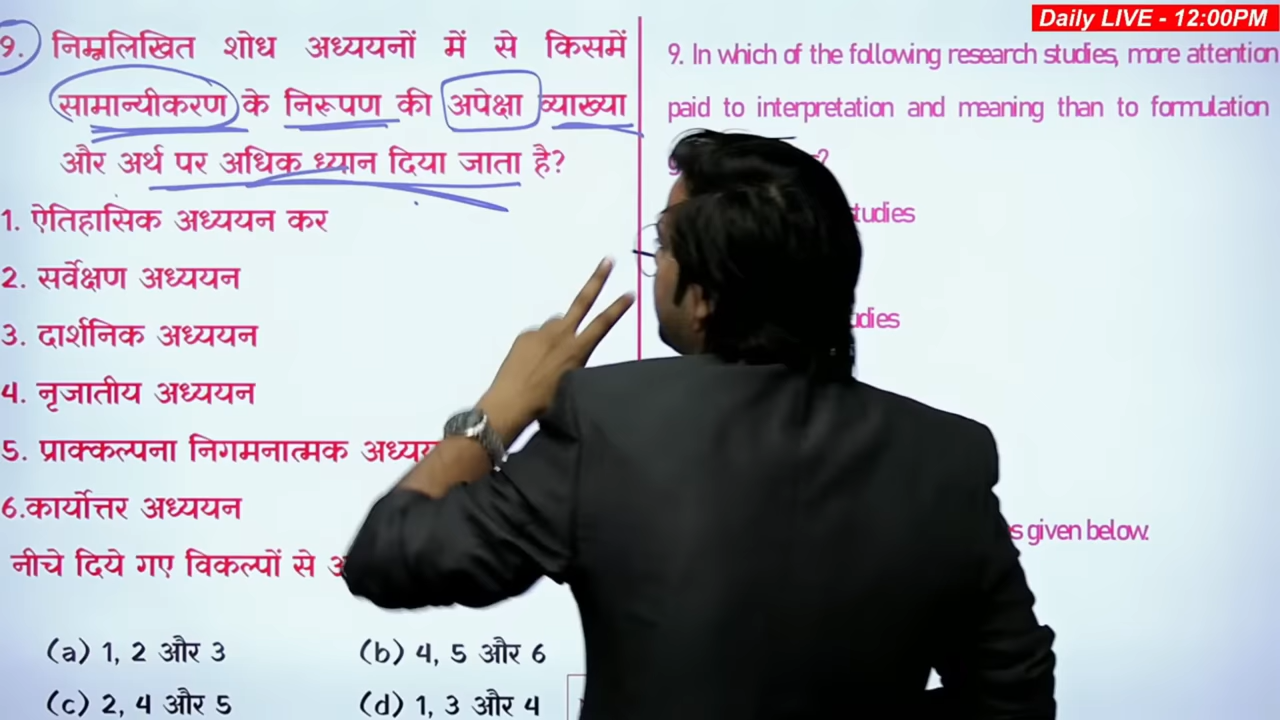 Daily LIVE - 12:00PM
9. निम्नलिखित शोध अध्ययनों में से किसमें
सामान्यीकरण के निरूपण की अपेक्षा व्याख्या
और अर्थ पर अधिक ध्यान दिया जाता है?
1. ऐतिहासिक अध्ययन कर
2. सर्वेक्षण अध्ययन
3. दार्शनिक अध्ययन
4. नृजातीय अध्ययन
5. प्राक्कल्पना निगमनात्मक
6.कार्योत्तर अध्ययन
नीचे दिये गए विकल्पों से
(a) 1, 2 और 3
(b) 4, 5 और 6
(c) 2, 4 और 5
(d) 1, 3 और 4
9. In which of the following research studies, more attention
paid to interpretation and meaning than to formulation
studies
given below.